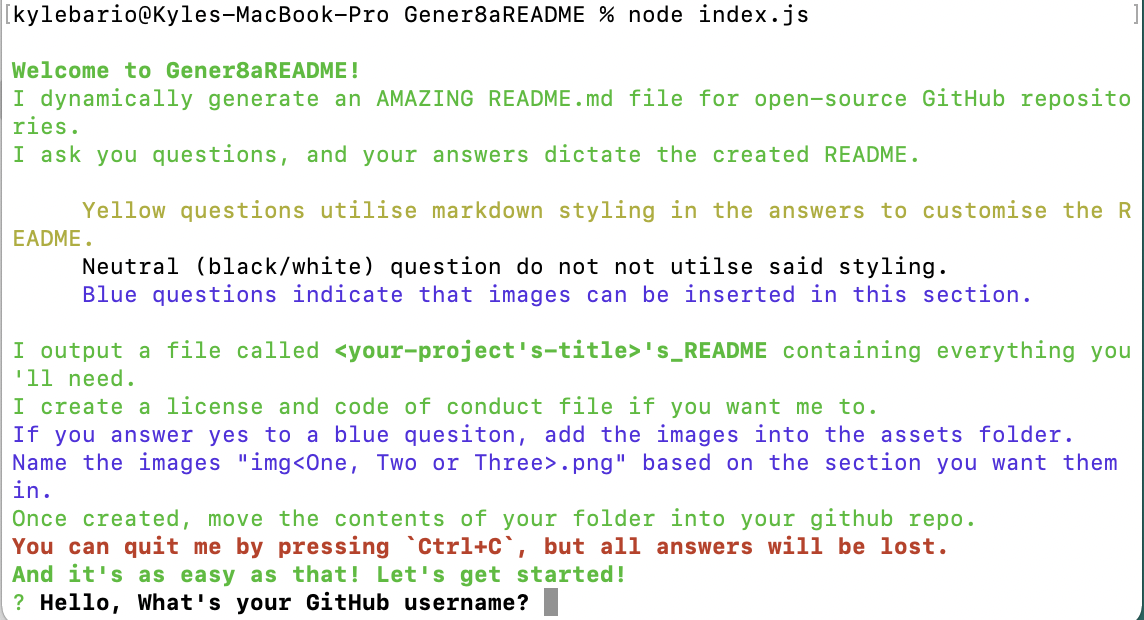 [kylebario@Kyles-MacBook-Pro Gener8aREADME % node index.js ]
Welcome to Gener8aREADME!
I dynamically generate an AMAZING README.md file for open-source GitHub reposito
ries.
I ask you questions, and your answers dictate the created README.
Yellow questions utilise markdown styling in the answers to customise the R
EADME.
Neutral (black/white) question do not not utilse said styling.
Blue questions indicate that images can be inserted in this section.
I output a file called <your-project's-title>'s_README containing everything you
'll need.
I create a license and code of conduct file if you want me to.
If you answer yes to a blue quesiton, add the images into the assets folder.
Name the images "img<One, Two or Three>.png" based on the section you want them
in.
Once created, move the contents of your folder into your github repo.
You can quit me by pressing `Ctrl+C`, but all answers will be lost.
And it's as easy as that! Let's get started!
? Hello, What's your GitHub username?